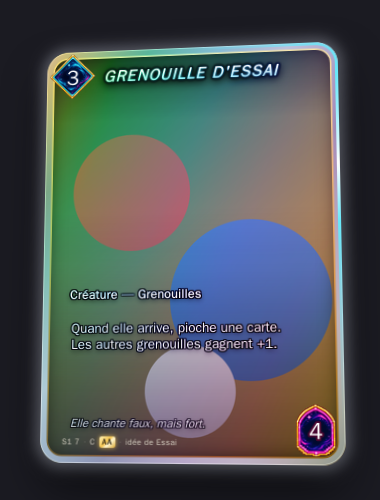 3
GRENOUILLE D'ESSAI
Créature — Grenouilles
Quand elle arrive, pioche une carte.
Les autres grenouilles gagnent +1.
Elle chante faux, mais fort.
S1 7 C AA idée de Essai
4